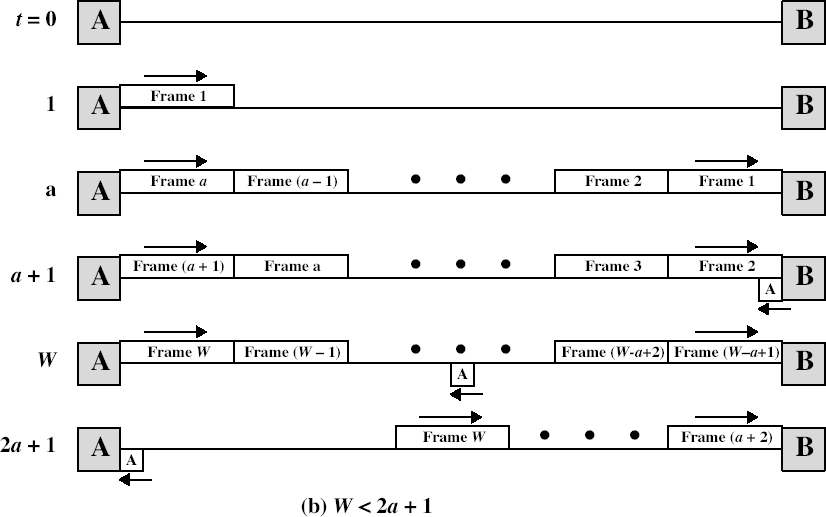 t = 0 A B
1 A Frame 1 B
a A Frame a Frame (a – 1) • • • Frame 2 Frame 1 B
a + 1 A Frame (a + 1) Frame a • • • Frame 3 Frame 2 A B
W A Frame W Frame (W – 1) • • • Frame (W-a+2) Frame (W–a+1) A B
2a + 1 A A Frame W • • • Frame (a + 2) B
(b) W < 2a + 1